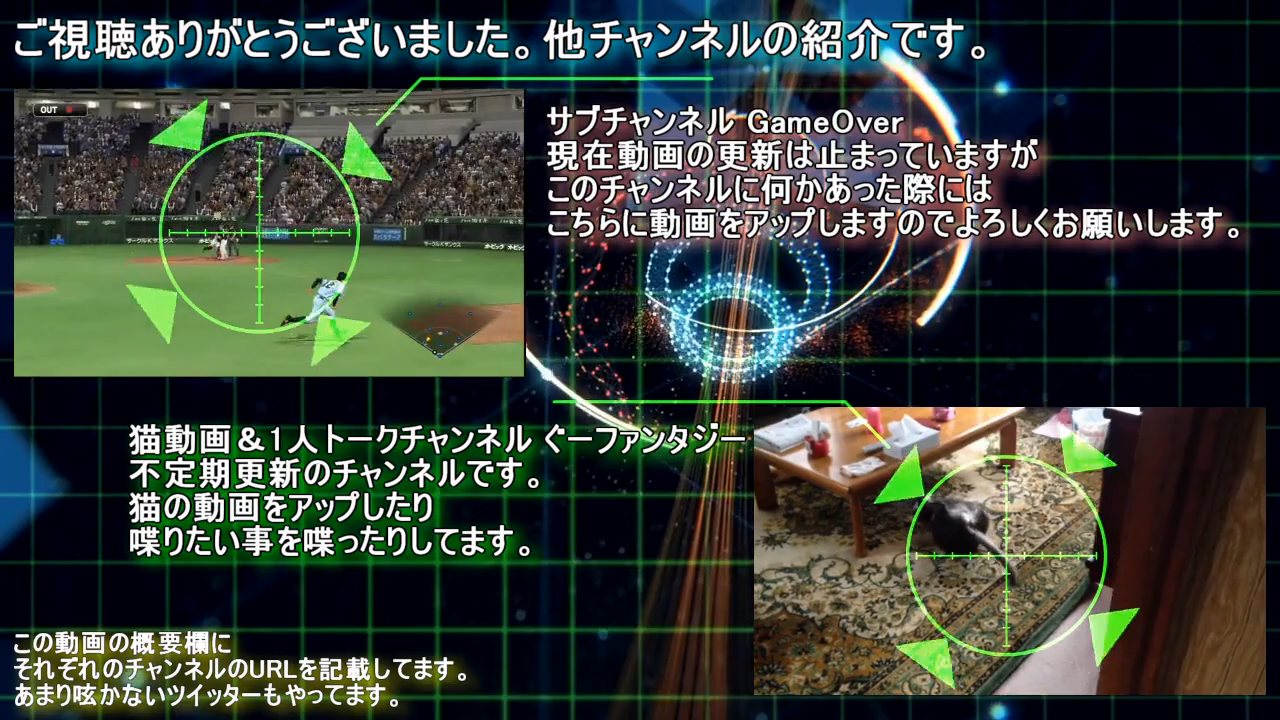 ご視聴ありがとうございました。他チャンネルの紹介です。
OUT
サブチャンネル GameOver
現在動画の更新は止まっていますが
このチャンネルに何かあった際には
こちらに動画をアップしますのでよろしくお願いします。
サークルKサンクス
12
猫動画＆1人トークチャンネル ぐーファンタジー
不定期更新のチャンネルです。
猫の動画をアップしたり
喋りたい事を喋ったりしてます。
この動画の概要欄に
それぞれのチャンネルのURLを記載してます。
あまり呟かないツイッターもやってます。